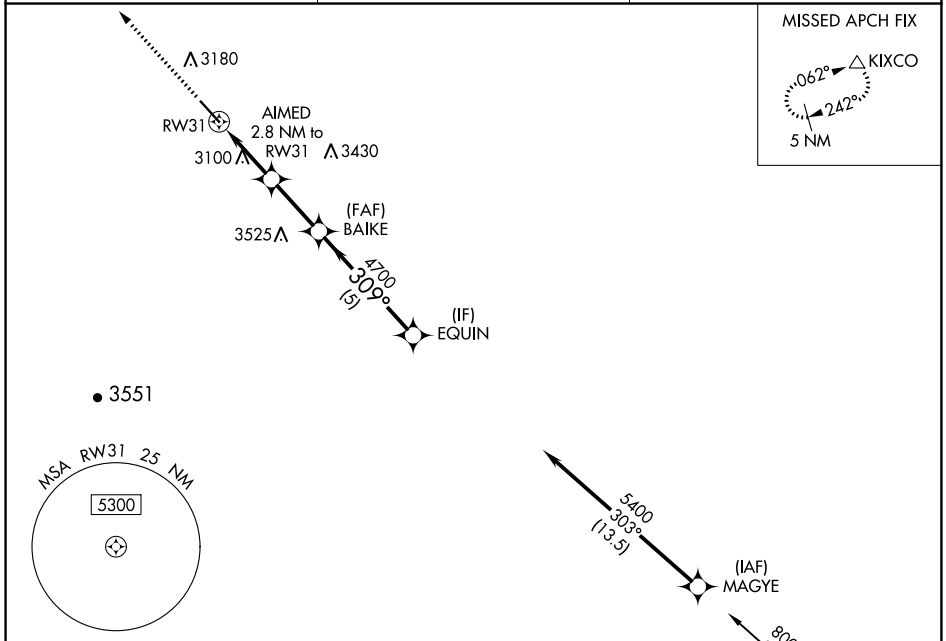 MISSED APCH FIX
KIXCO
062°
242°
5 NM
3180
RW31
AIMED
2.8 NM to
RW31
3100
3430
(FAF)
BAIKE
3525
4700
309°
(5)
(IF)
EQUIN
3551
MSA RW31 25 NM
5300
5400
303°
(13.5)
(IAF)
MAGYE